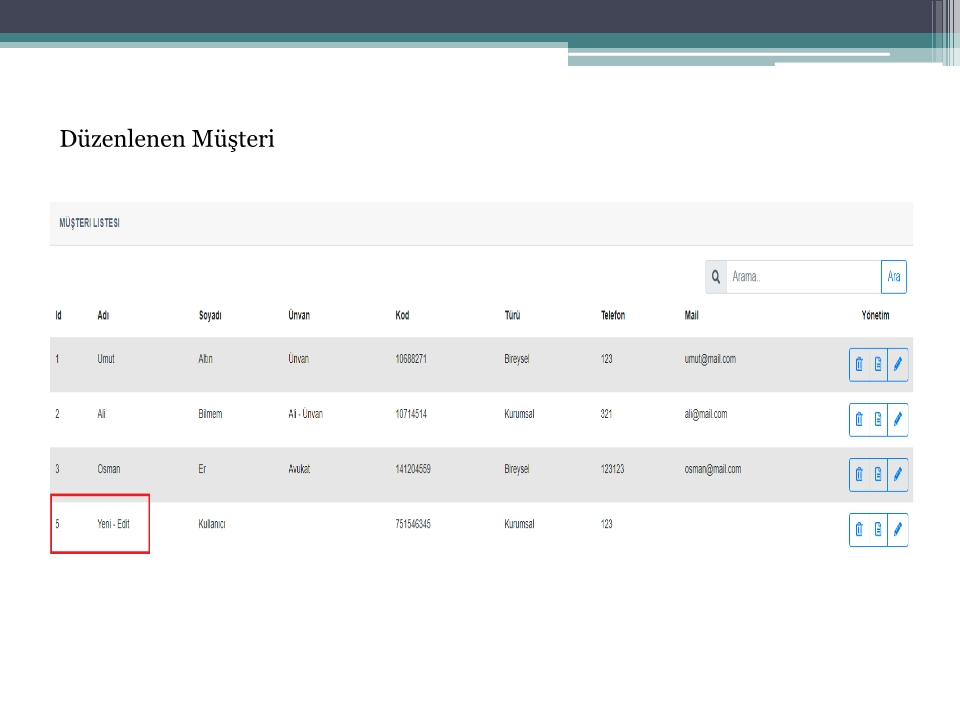 Düzenlenen Müşteri
MÜŞTERI LISTESI
Arama.. Ara
Id Adı Soyadı Ünvan Kod Türü Telefon Mail Yönetim
1 Umut Altın Ünvan 10688271 Bireysel 123 umut@mail.com
2 Ali Bilmem Ali - Ünvan 10714514 Kurumsal 321 ali@mail.com
3 Osman Er Avukat 141204559 Bireysel 123123 osman@mail.com
5 Yeni - Edit Kullanıcı 751546345 Kurumsal 123